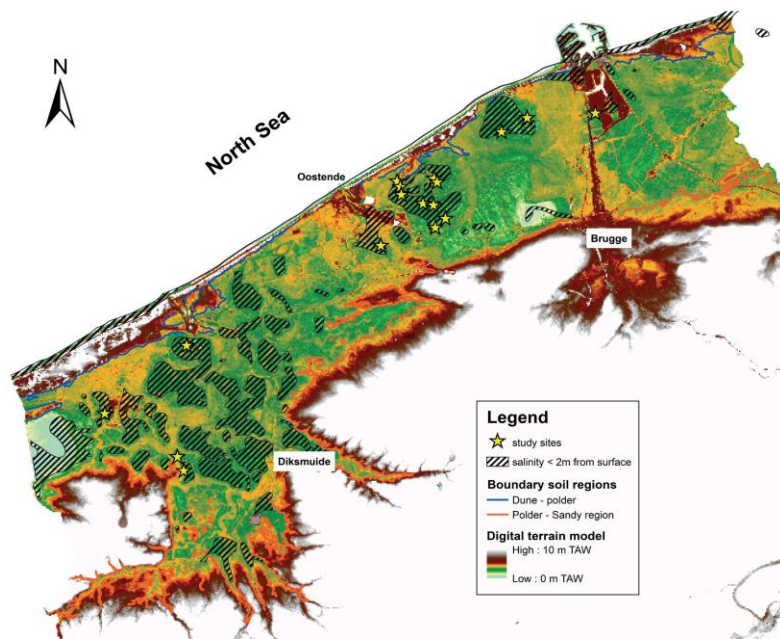 N
North Sea
Oostende
Brugge
Diksmuide
Legend
study sites
salinity < 2m from surface
Boundary soil regions
Dune - polder
Polder - Sandy region
Digital terrain model
High : 10 m TAW
Low : 0 m TAW